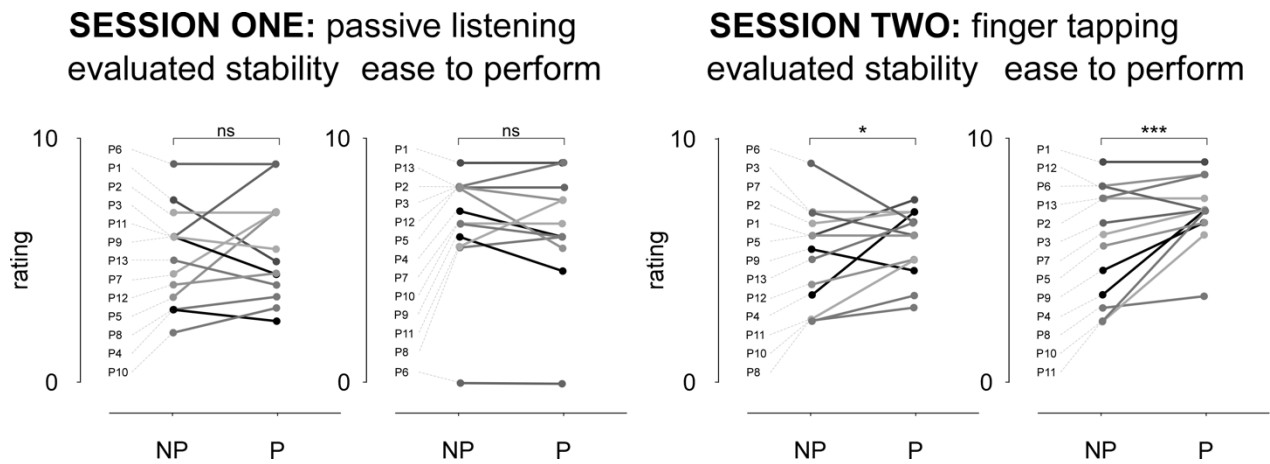 SESSION ONE: passive listening
evaluated stability ease to perform
SESSION TWO: finger tapping
evaluated stability ease to perform
10
rating
0
ns
P6
P1
P2
P3
P11
P9
P13
P7
P12
P5
P8
P4
P10
NP P
10
0
ns
P1
P13
P2
P3
P12
P5
P4
P7
P10
P9
P11
P8
P6
NP P
10
rating
0
*
P6
P3
P7
P2
P1
P5
P9
P13
P12
P4
P11
P10
P8
NP P
10
0
***
P1
P12
P6
P13
P2
P3
P7
P5
P9
P4
P8
P10
P11
NP P